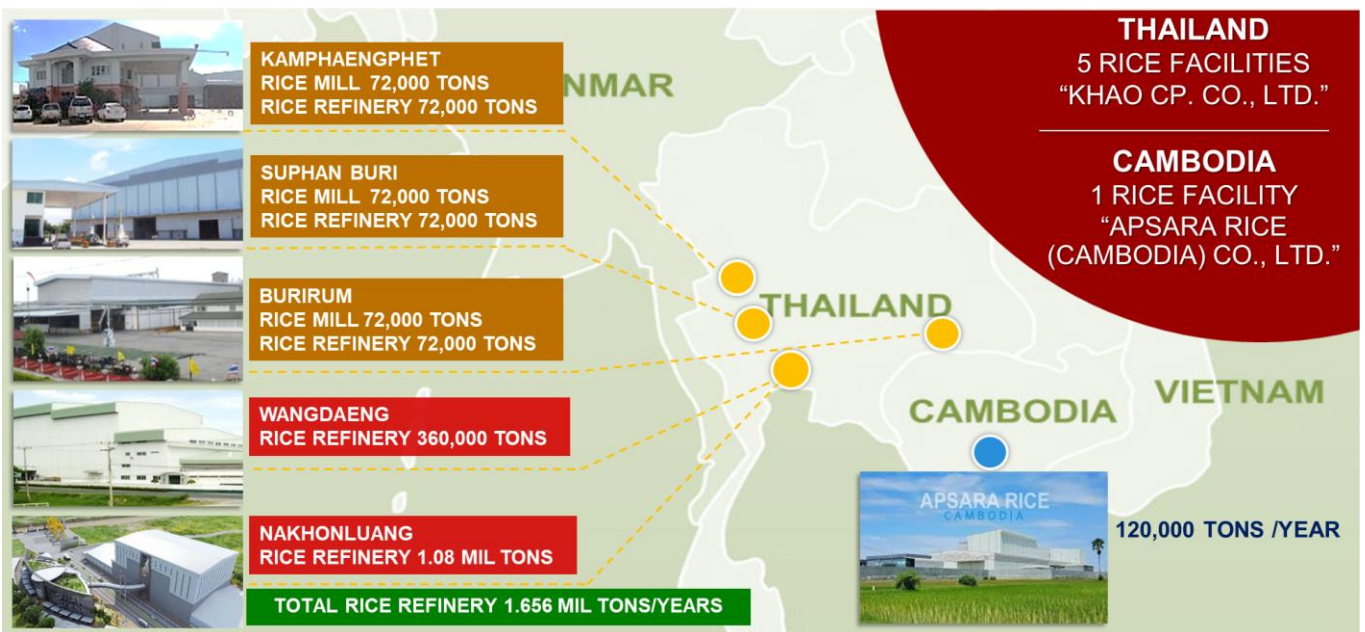 KAMPHAENGPHET
RICE MILL 72,000 TONS
RICE REFINERY 72,000 TONS
SUPHAN BURI
RICE MILL 72,000 TONS
RICE REFINERY 72,000 TONS
BURIRUM
RICE MILL 72,000 TONS
RICE REFINERY 72,000 TONS
WANGDAENG
RICE REFINERY 360,000 TONS
NAKHONLUANG
RICE REFINERY 1.08 MIL TONS
TOTAL RICE REFINERY 1.656 MIL TONS/YEARS
NMAR
THAILAND
CAMBODIA
VIETNAM
THAILAND
5 RICE FACILITIES
“KHAO CP. CO., LTD.”
CAMBODIA
1 RICE FACILITY
“APSARA RICE
(CAMBODIA) CO., LTD.”
APSARA RICE
CAMBODIA
120,000 TONS /YEAR